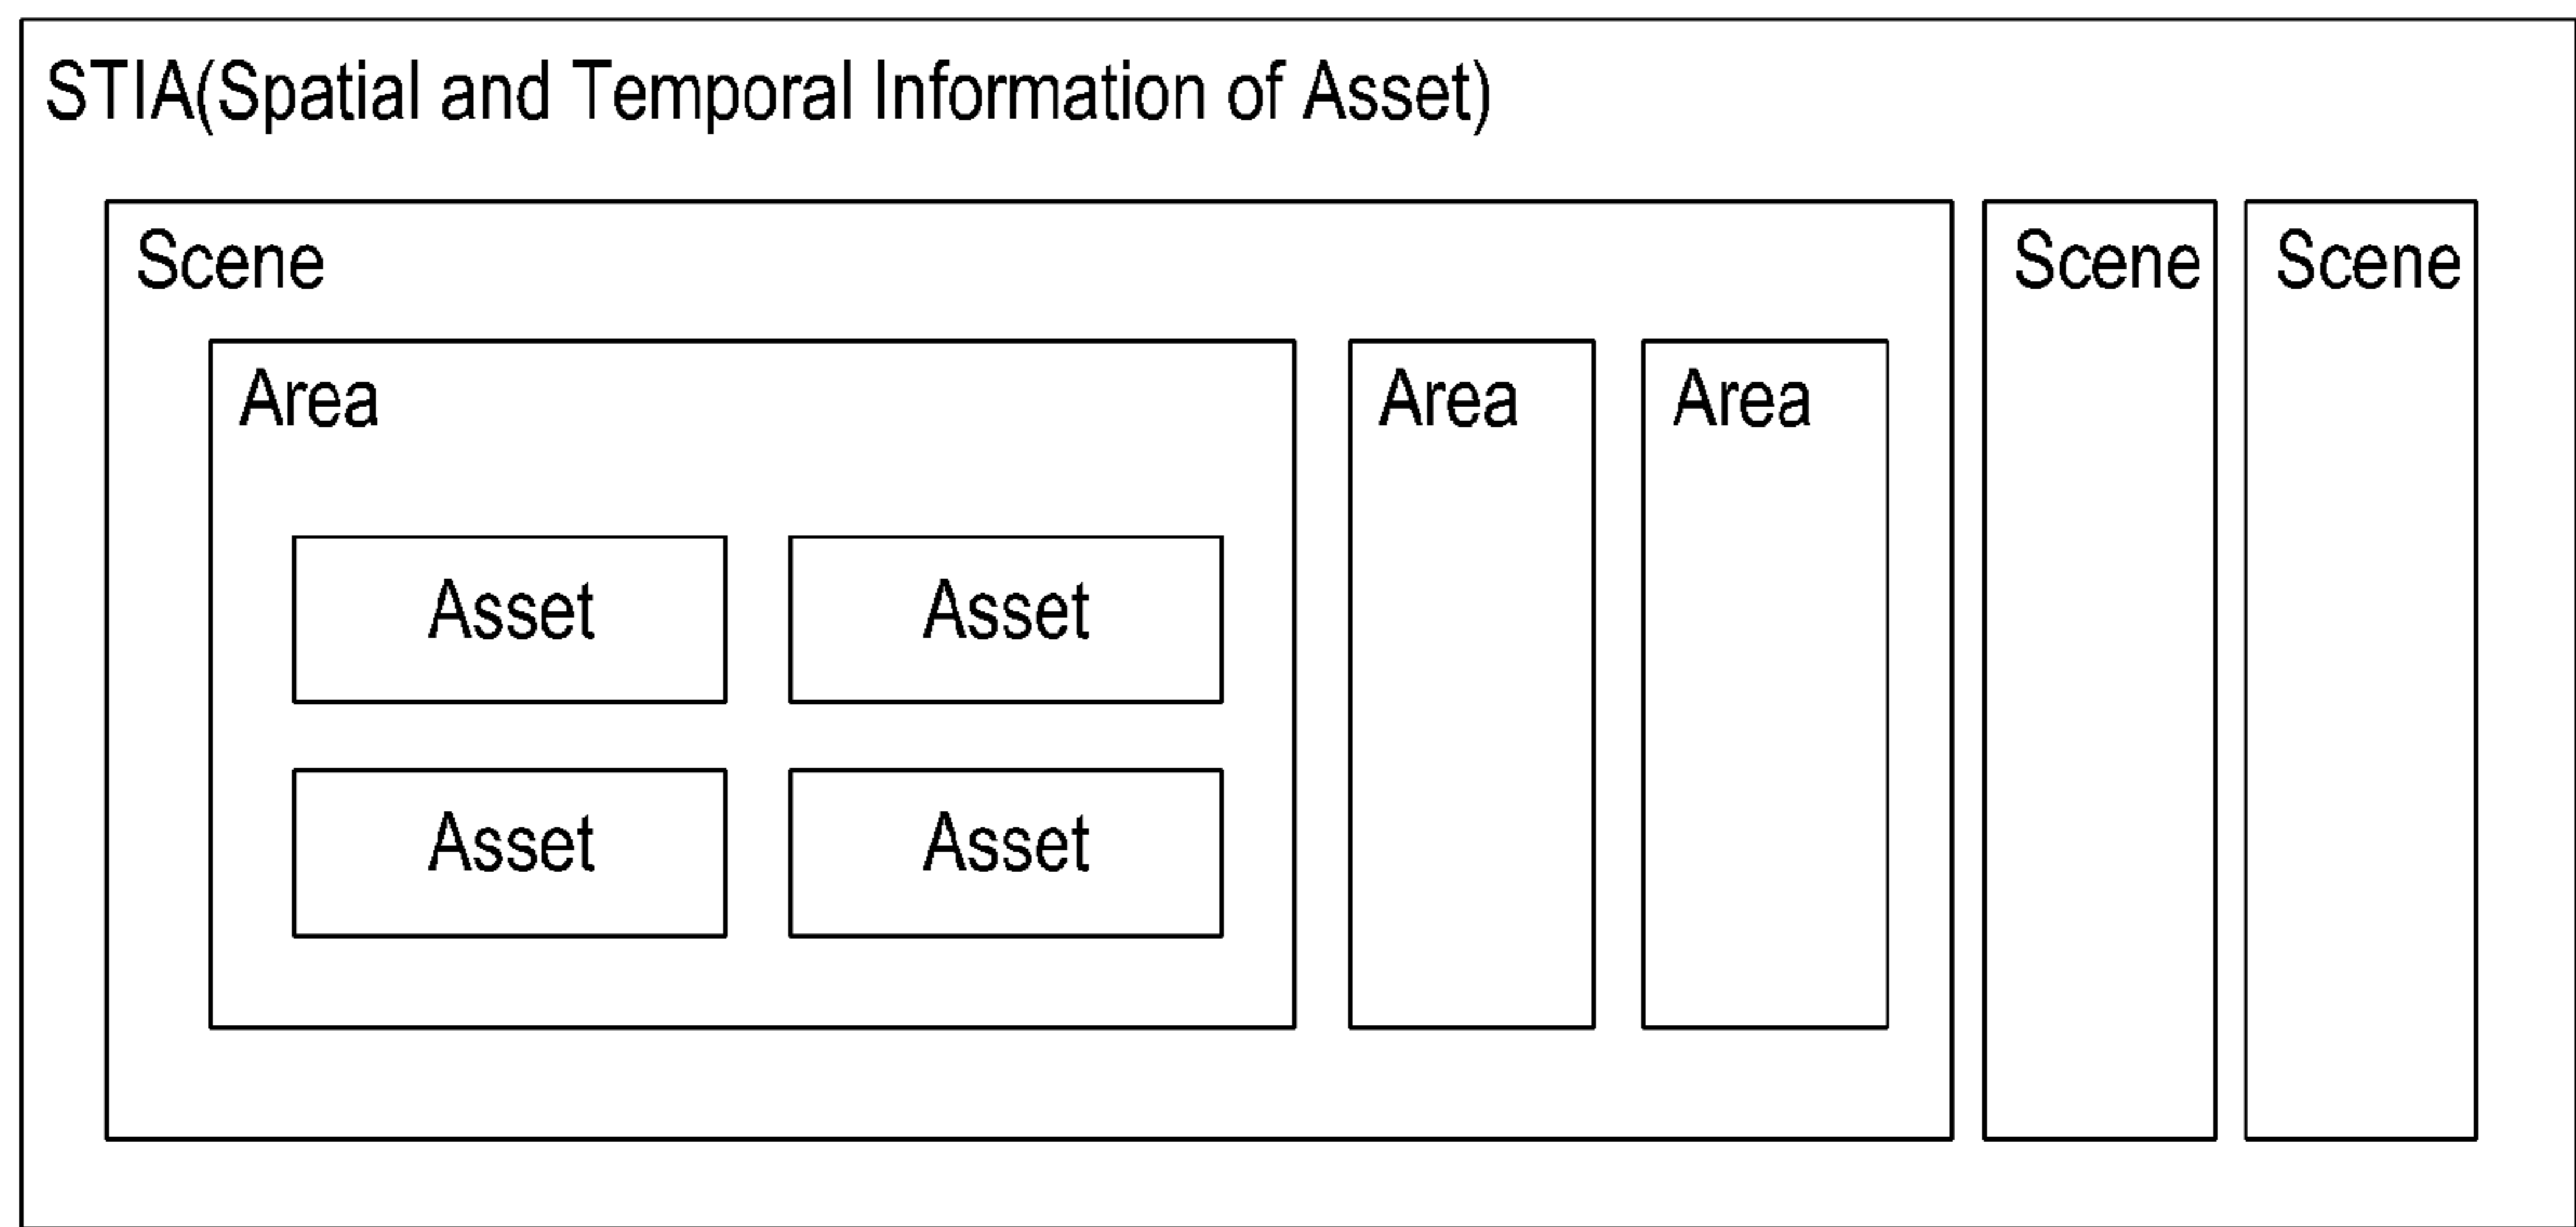 STIA(Spatial and Temporal Information of Asset)
Scene Scene Scene
Area Area Area
Asset Asset
Asset Asset